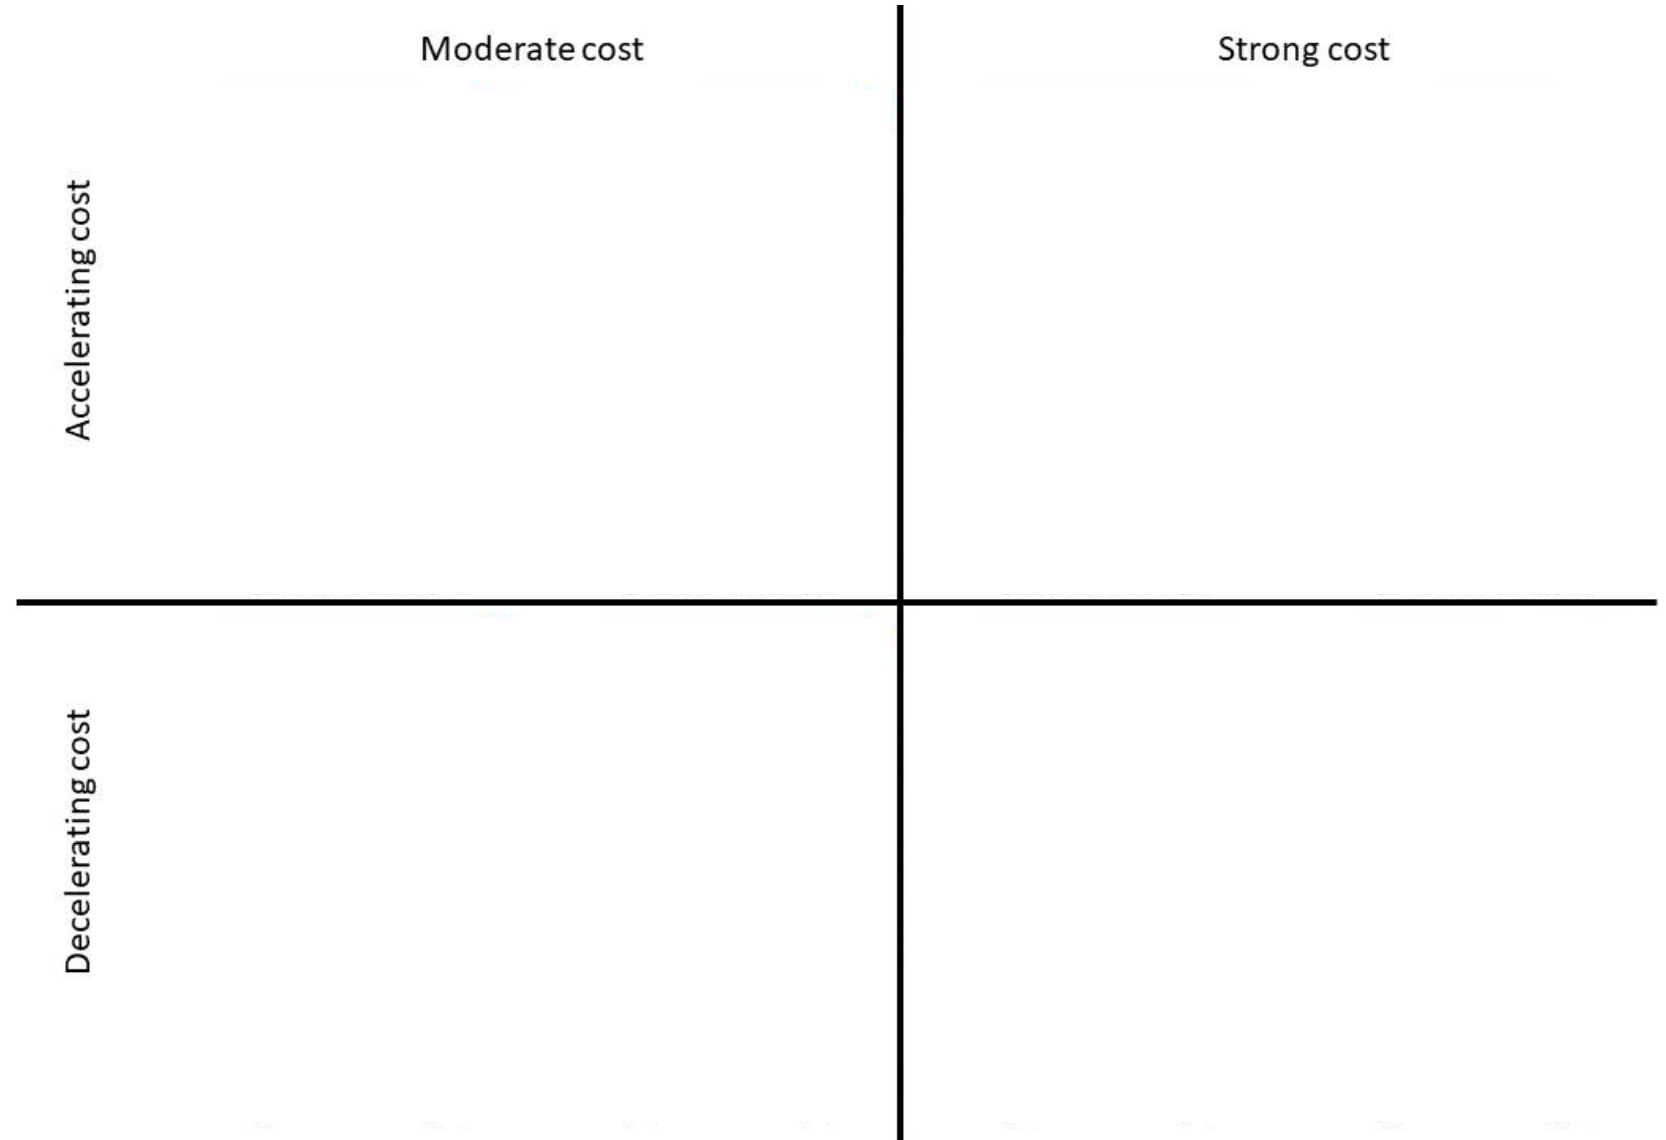 Moderate cost
Strong cost
Accelerating cost
Decelerating cost